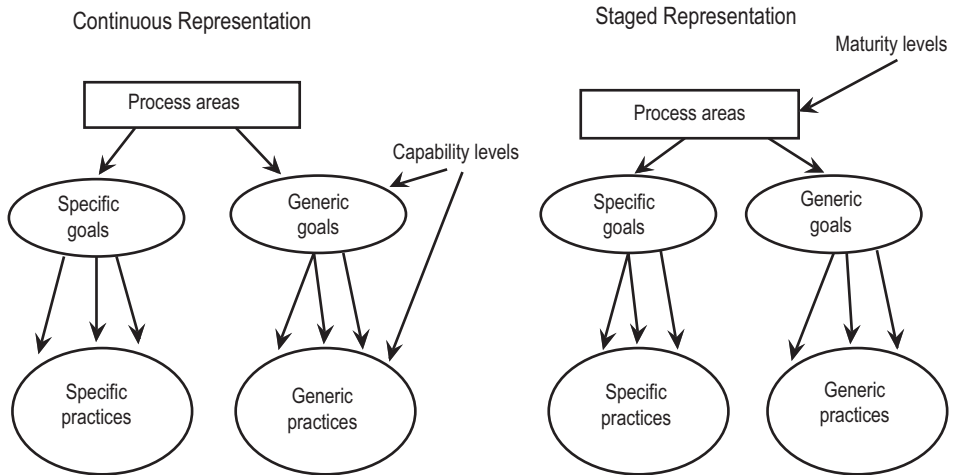 Continuous Representation
Process areas
Capability levels
Specific
goals
Generic
goals
Specific
practices
Generic
practices
Staged Representation
Maturity levels
Process areas
Specific
goals
Generic
goals
Specific
practices
Generic
practices